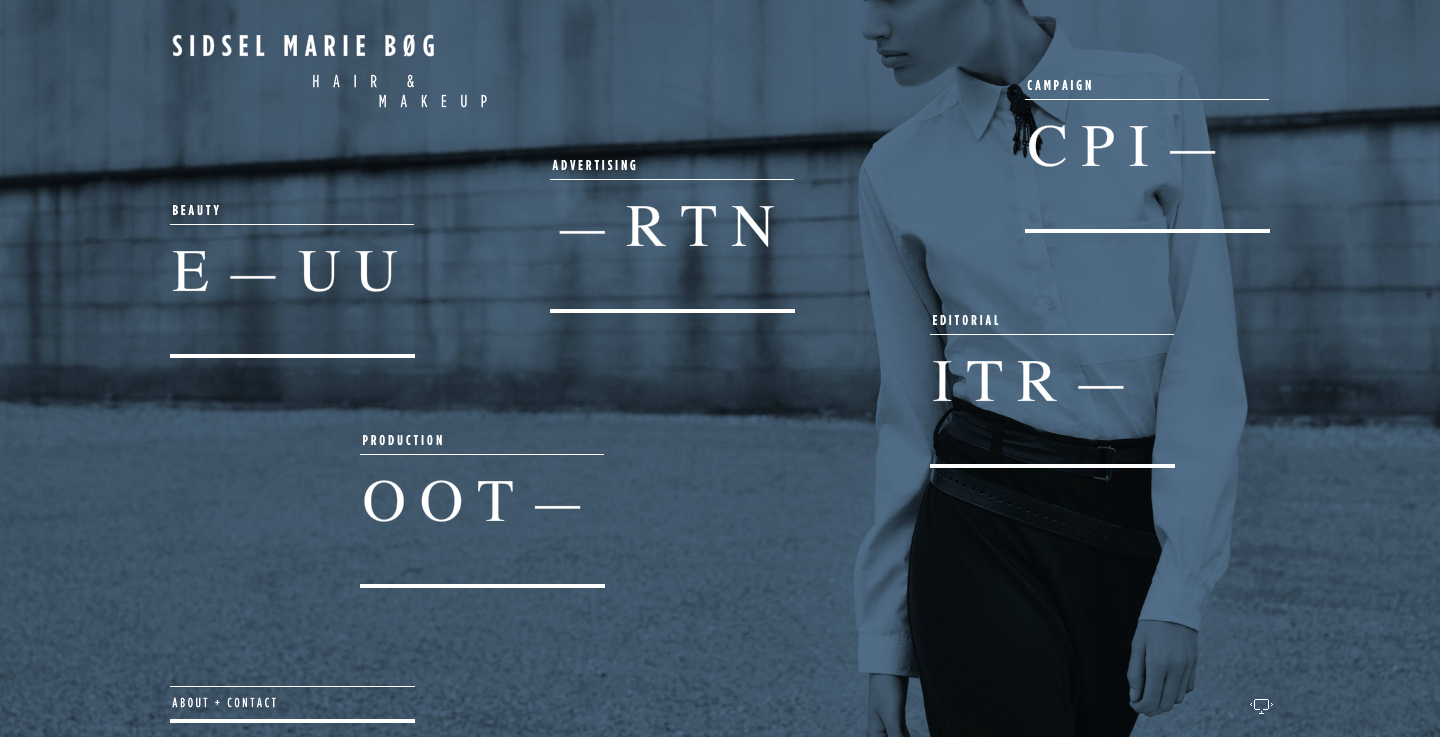 SIDSEL MARIE BØG
HAIR &
MAKEUP
CAMPAIGN
CPI —
ADVERTISING
— RTN
BEAUTY
E — UU
EDITORIAL
ITR —
PRODUCTION
OOT —
ABOUT + CONTACT